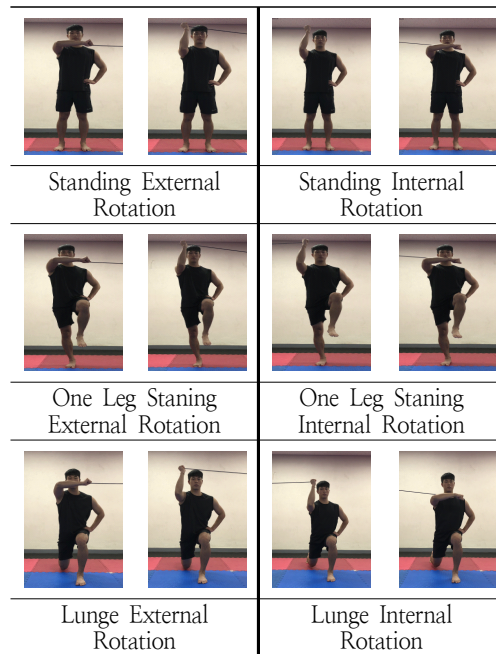 Standing External
Rotation
Standing Internal
Rotation
One Leg Staning
External Rotation
One Leg Staning
Internal Rotation
Lunge External
Rotation
Lunge Internal
Rotation